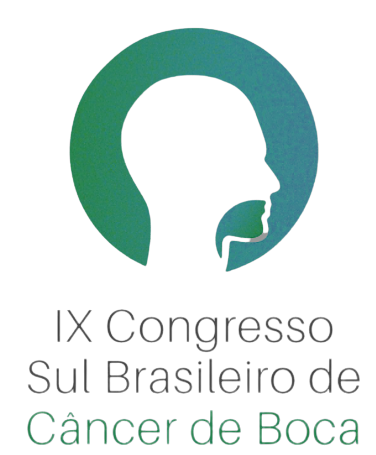 IX Congresso
Sul Brasileiro de
Câncer de Boca